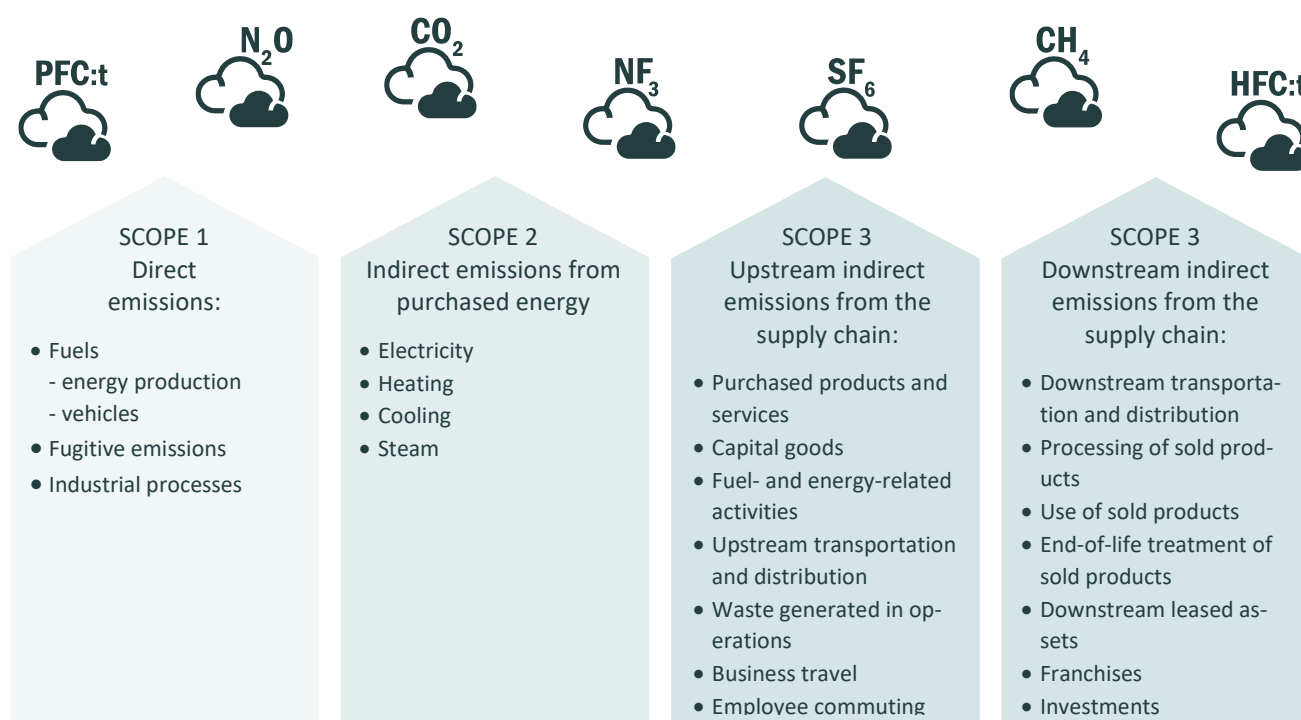 PFC:t
N2O
CO2
NF3
SF6
CH4
HFC:t
SCOPE 1
Direct
emissions:
• Fuels
- energy production
- vehicles
• Fugitive emissions
• Industrial processes
SCOPE 2
Indirect emissions from
purchased energy
• Electricity
• Heating
• Cooling
• Steam
SCOPE 3
Upstream indirect
emissions from the
supply chain:
• Purchased products and
services
• Capital goods
• Fuel- and energy-related
activities
• Upstream transportation
and distribution
• Waste generated in op-
erations
• Business travel
• Employee commuting
SCOPE 3
Downstream indirect
emissions from the
supply chain:
• Downstream transporta-
tion and distribution
• Processing of sold prod-
ucts
• Use of sold products
• End-of-life treatment of
sold products
• Downstream leased as-
sets
• Franchises
• Investments